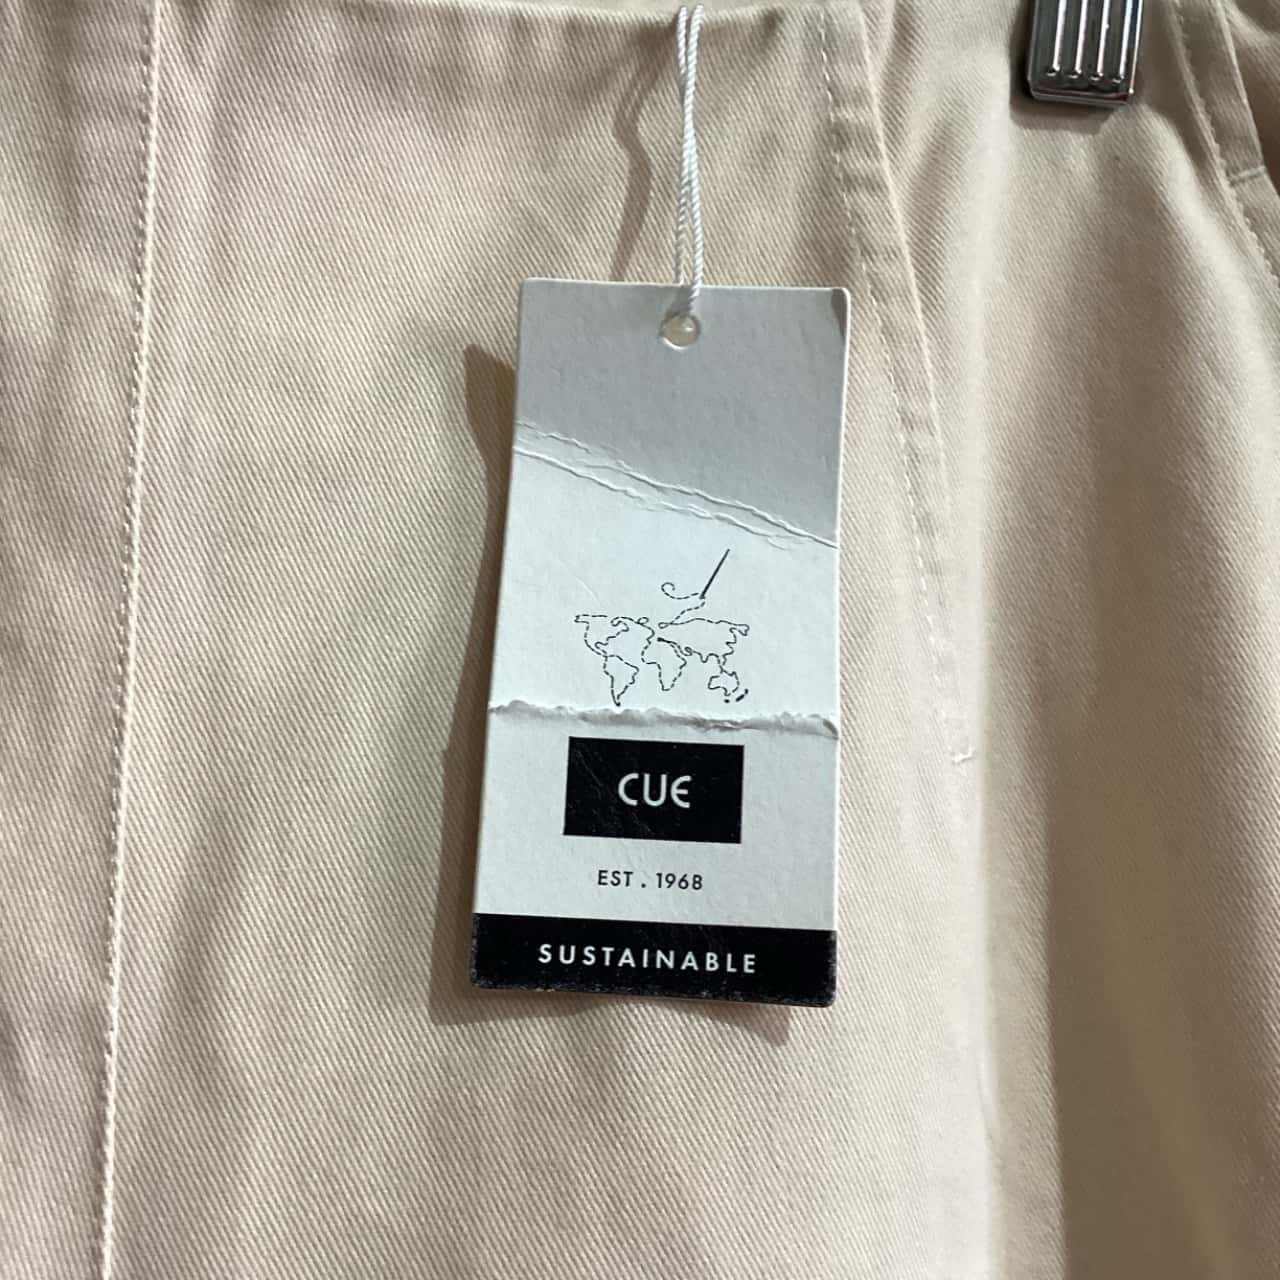 CUE
EST . 1968
SUSTAINABLE